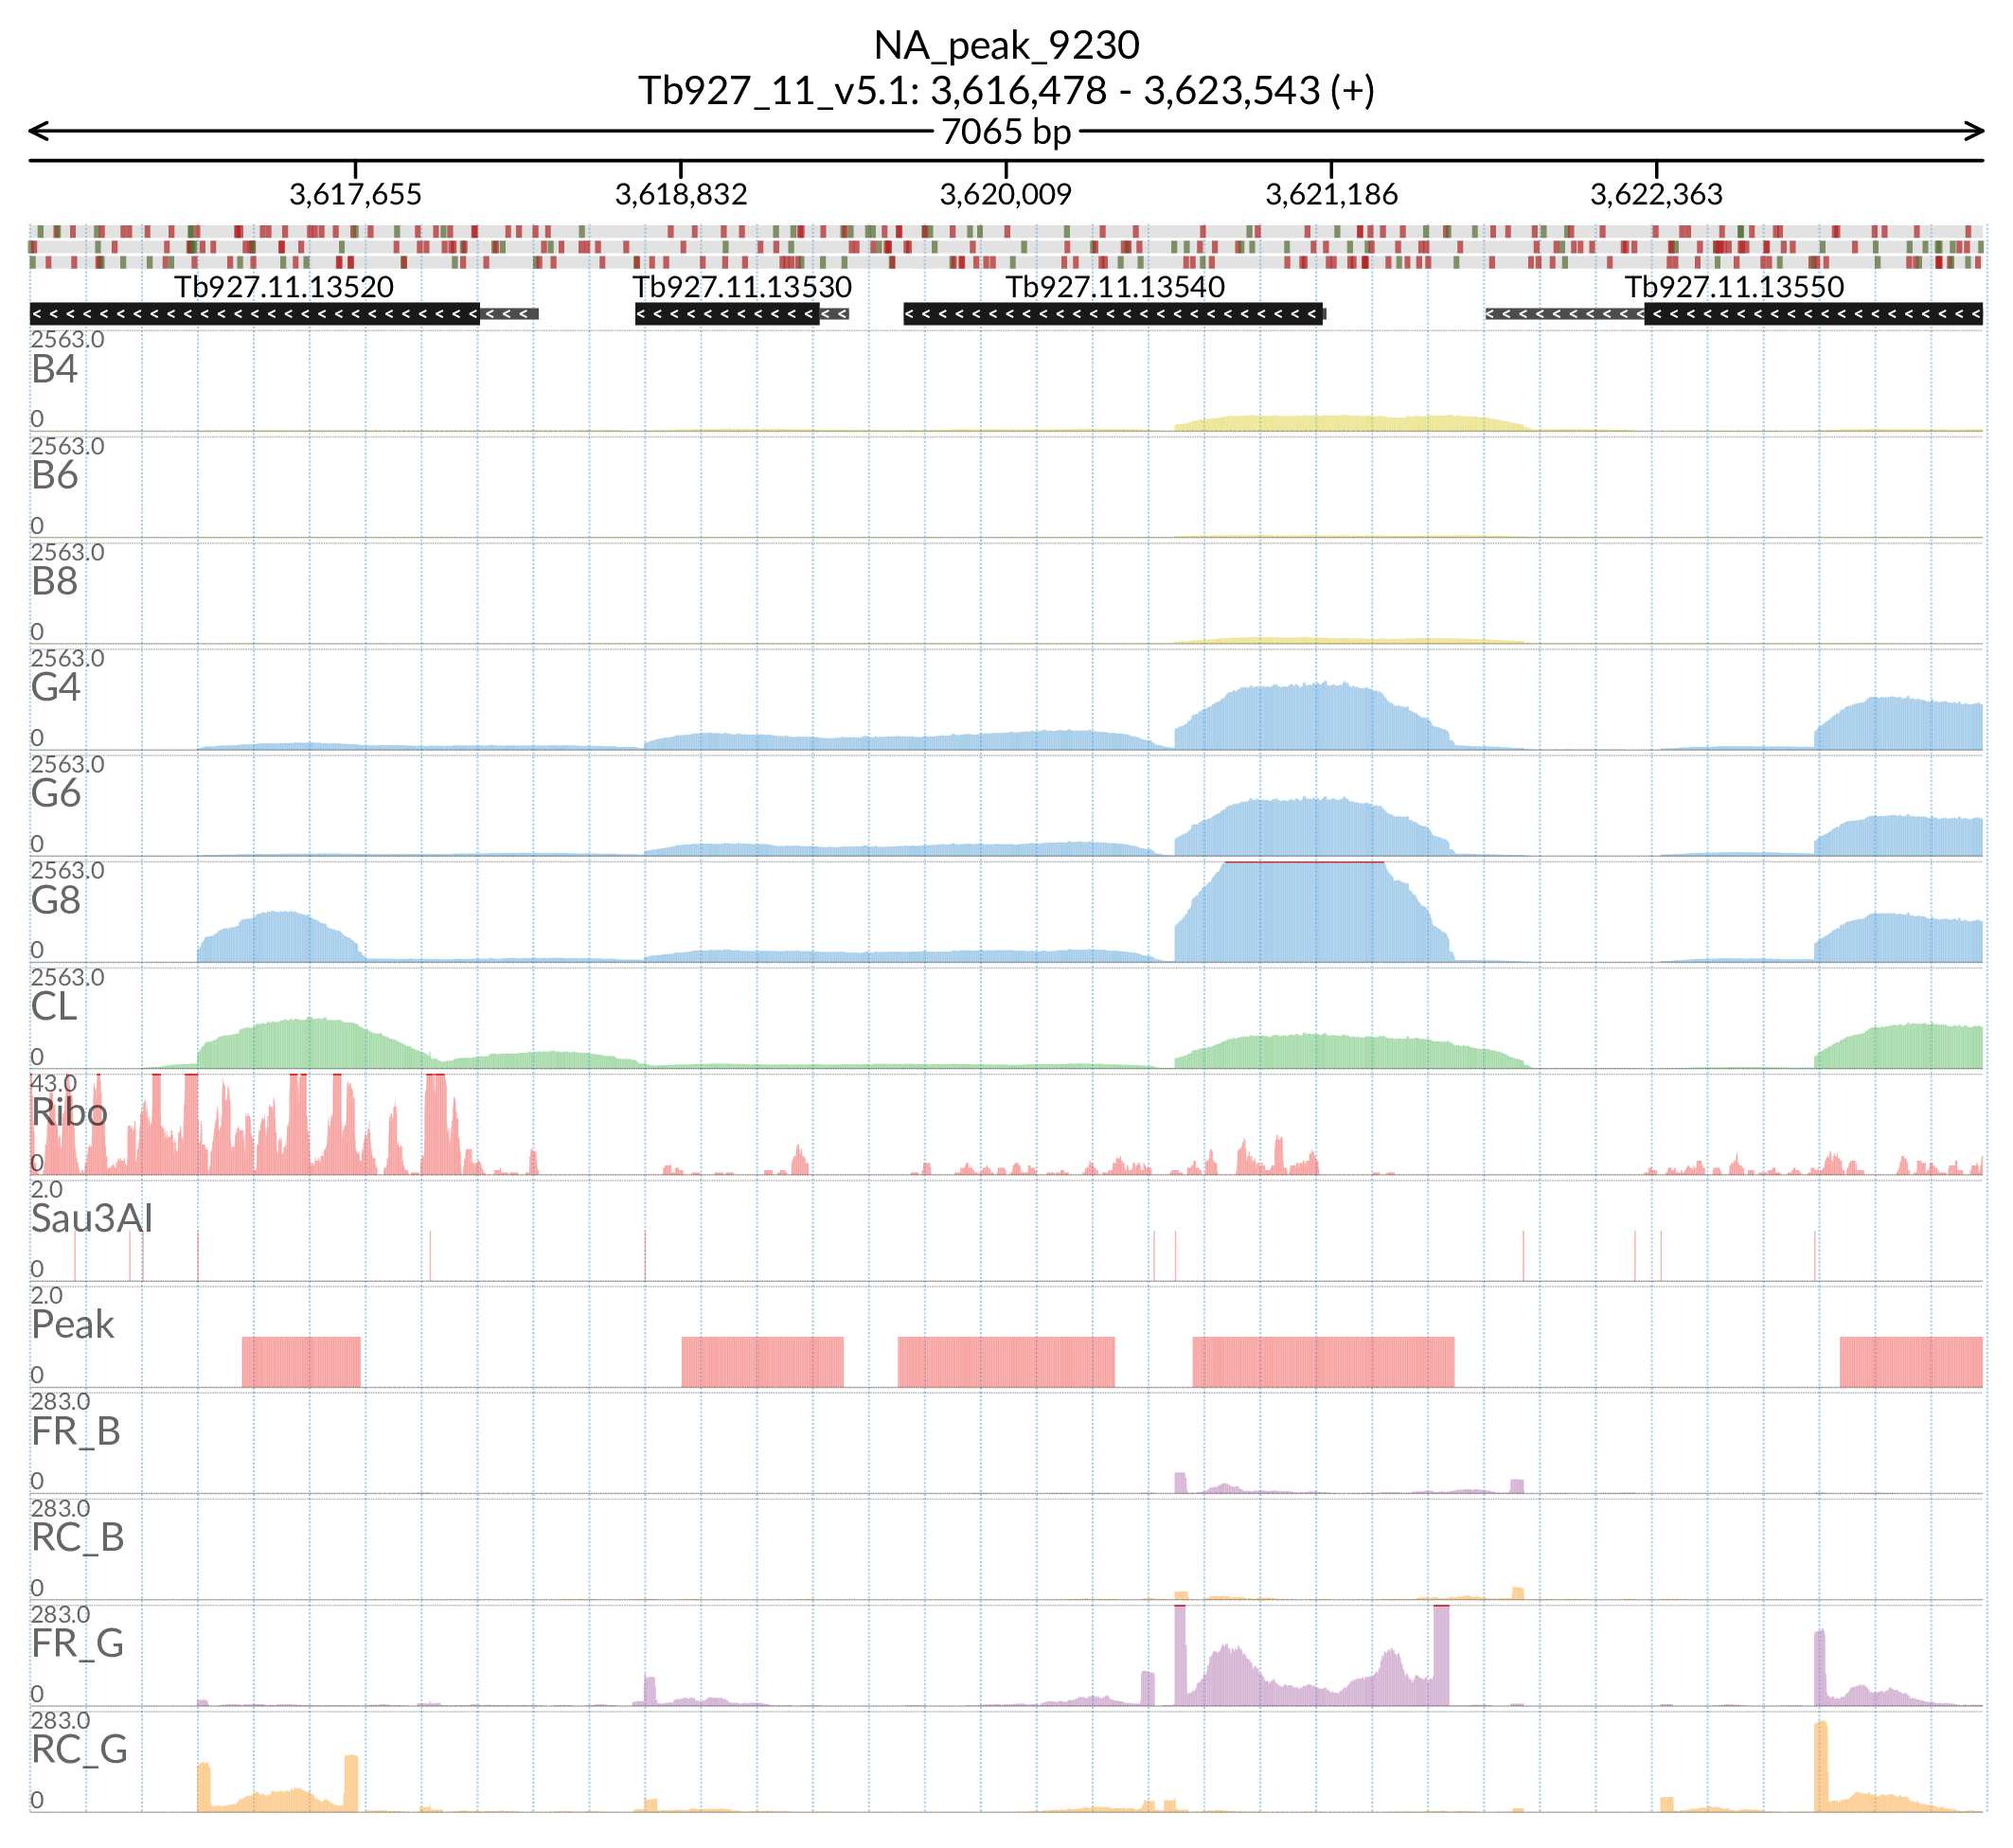 NA_peak_9230
Tb927_11_v5.1: 3,616,478 - 3,623,543 (+)
7065 bp
3,617,655 3,618,832 3,620,009 3,621,186 3,622,363
Tb927.11.13520 Tb927.11.13530 Tb927.11.13540 Tb927.11.13550
2563.0
B4
0
2563.0
B6
0
2563.0
B8
0
2563.0
G4
0
2563.0
G6
0
2563.0
G8
0
2563.0
CL
0
43.0
Ribo
0
2.0
Sau3AI
0
2.0
Peak
0
283.0
FR_B
0
283.0
RC_B
0
283.0
FR_G
0
283.0
RC_G
0